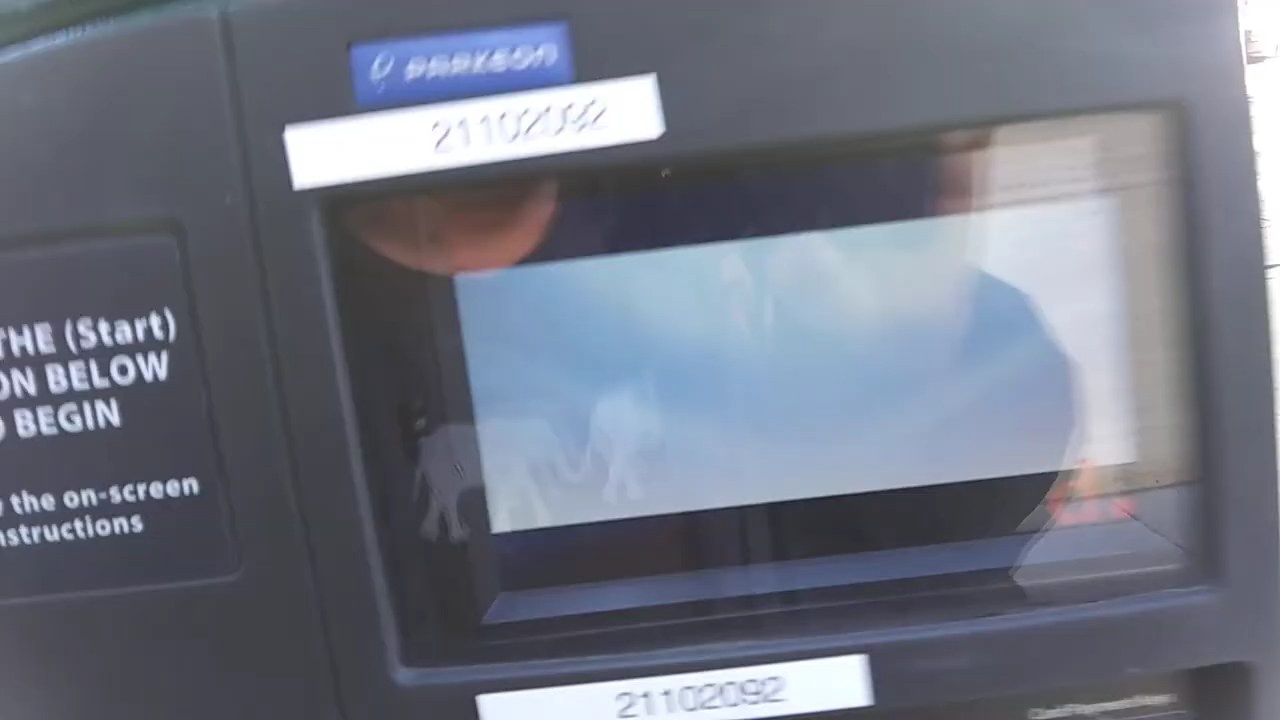 PARKEON
21102092
THE (Start)
ON BELOW
BEGIN
the on-screen
nstructions
21102092